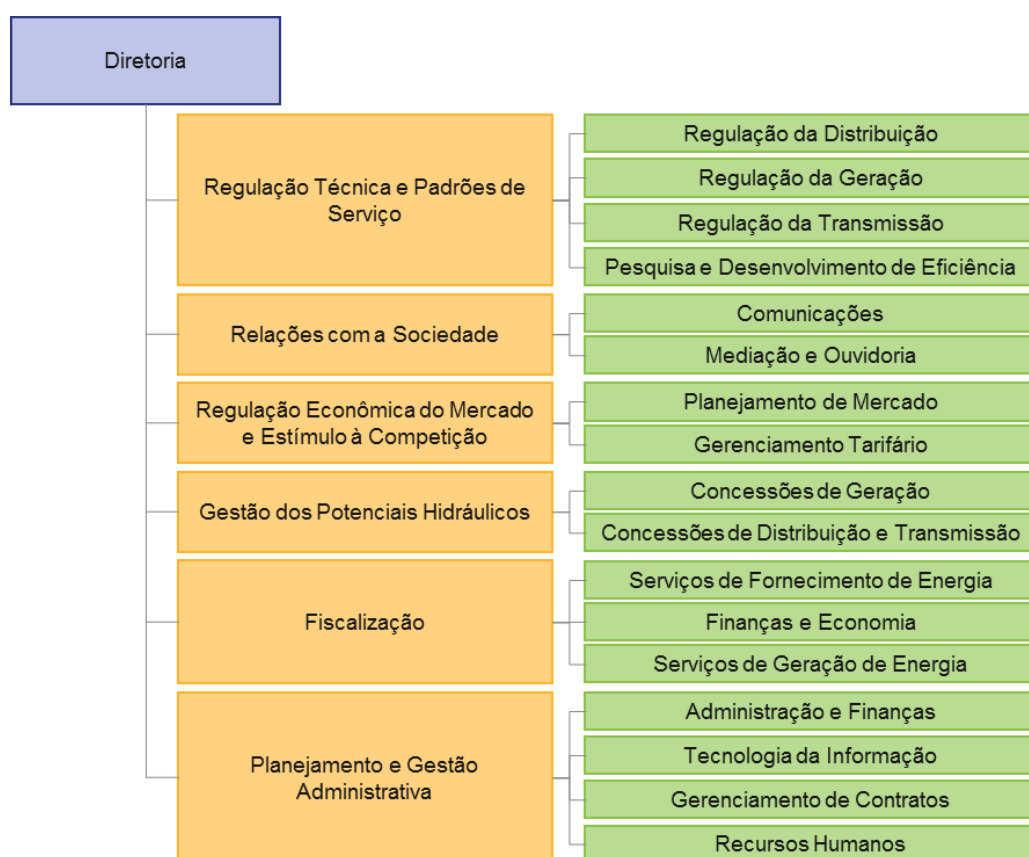 Diretoria
Regulação Técnica e Padrões de
Serviço
Regulação da Distribuição
Regulação da Geração
Regulação da Transmissão
Pesquisa e Desenvolvimento de Eficiência
Relações com a Sociedade
Comunicações
Mediação e Ouvidoria
Regulação Econômica do Mercado
e Estímulo à Competição
Planejamento de Mercado
Gerenciamento Tarifário
Gestão dos Potenciais Hidráulicos
Concessões de Geração
Concessões de Distribuição e Transmissão
Fiscalização
Serviços de Fornecimento de Energia
Finanças e Economia
Serviços de Geração de Energia
Planejamento e Gestão
Administrativa
Administração e Finanças
Tecnologia da Informação
Gerenciamento de Contratos
Recursos Humanos